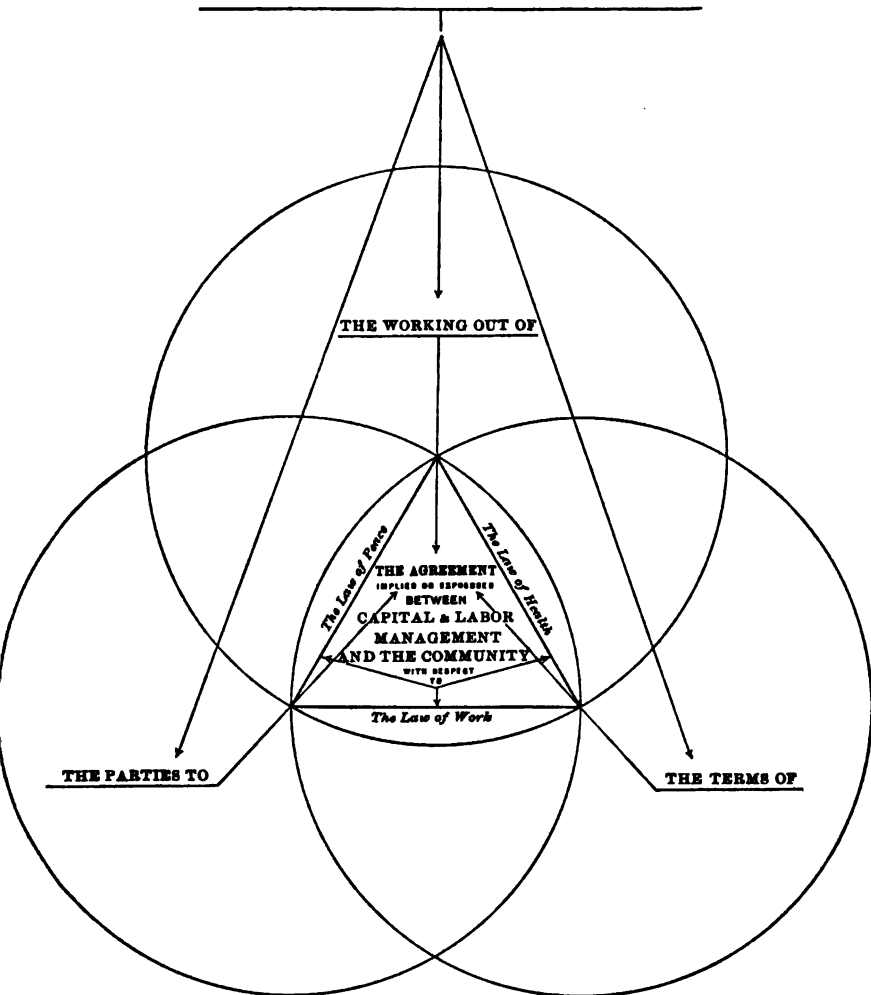 THE WORKING OUT OF
The Law of Peace
The Law of Health
THE AGREEMENT
IMPLIED OR EXPRESSED
BETWEEN
CAPITAL & LABOR
MANAGEMENT
AND THE COMMUNITY
WITH RESPECT
TO
The Law of Work
THE PARTIES TO
THE TERMS OF